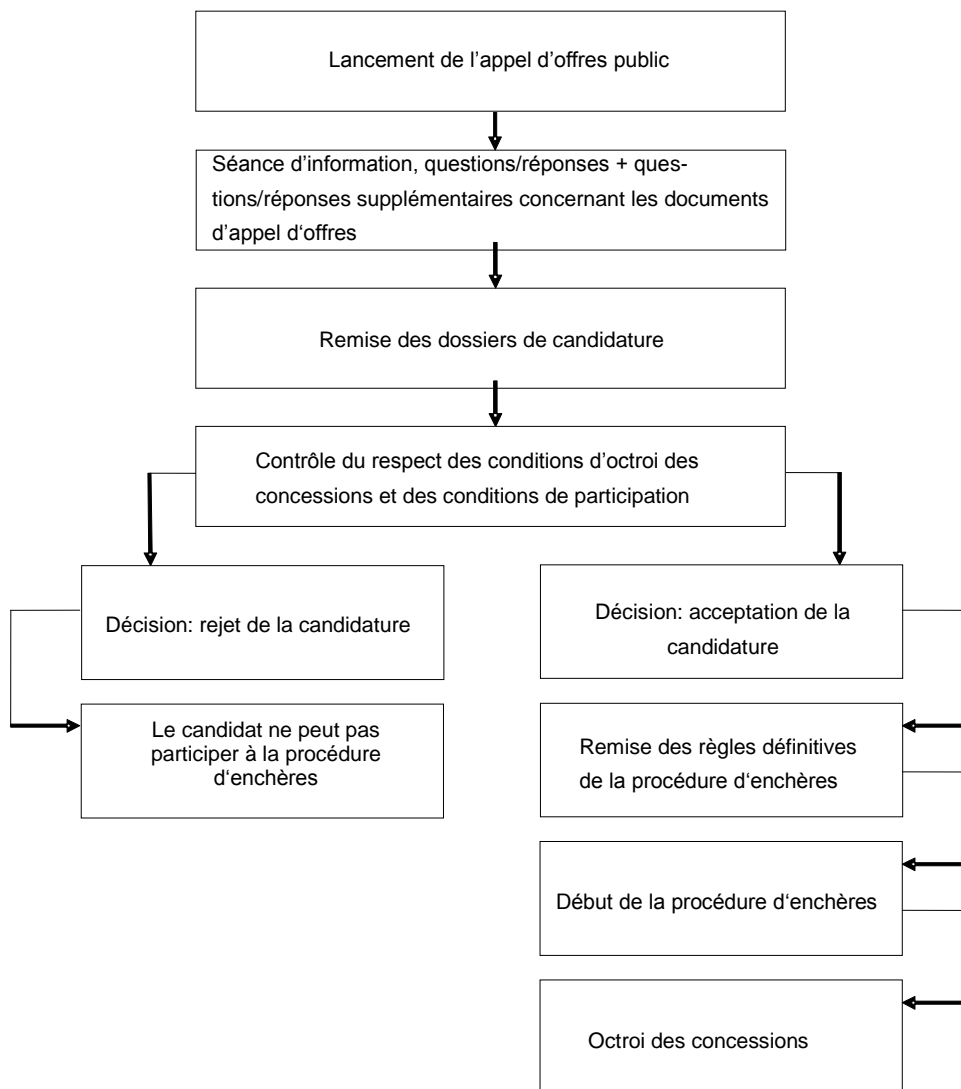 Lancement de l’appel d’offres public
Séance d’information, questions/réponses + ques-
tions/réponses supplémentaires concernant les documents
d’appel d‘offres
Remise des dossiers de candidature
Contrôle du respect des conditions d’octroi des
concessions et des conditions de participation
Décision: rejet de la candidature
Le candidat ne peut pas
participer à la procédure
d'enchères
Décision: acceptation de la
candidature
Remise des règles définitives
de la procédure d‘enchères
Début de la procédure d‘enchères
Octroi des concessions